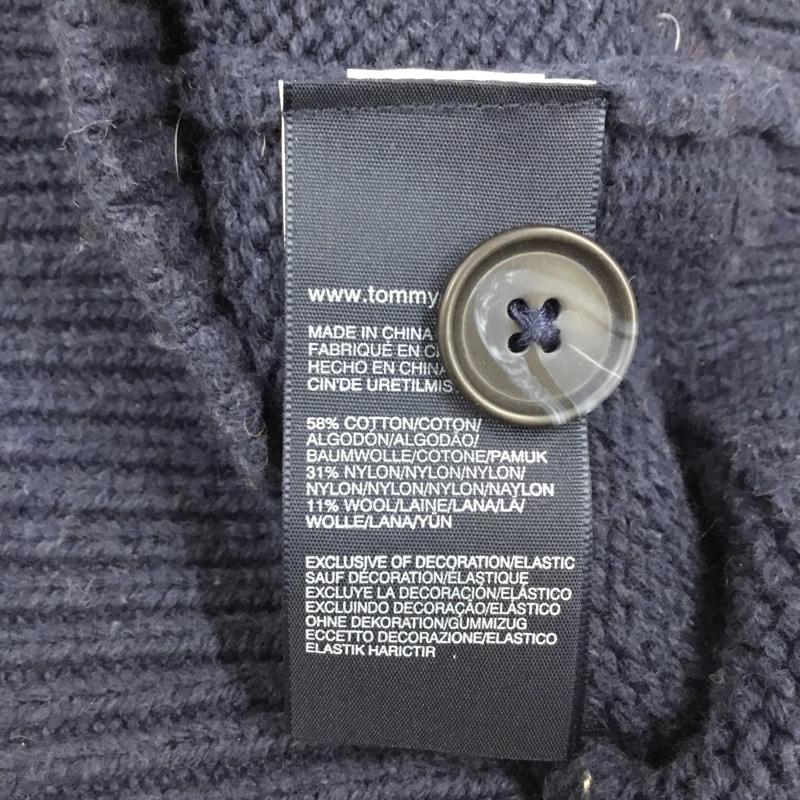 www.tommy
MADE IN CHINA
FABRIQUÉ EN
HECHO EN CHINA
CIN'DE URETILMIS
58% COTTON/COTON/
ALGODÓN/ALGODÃO/
BAUMWOLLE/COTONE/PAMUK
31% NYLON/NYLON/NYLON/
NYLON/NYLON/NYLON/NAYLON
11% WOOL/LAINE/LANA/LÃ/
WOLLE/LANA/YÜN
EXCLUSIVE OF DECORATION/ELASTIC
SAUF DÉCORATION/ÉLASTIQUE
EXCLUYE LA DECORACIÓN/ELÁSTICO
EXCLUINDO DECORAÇÃO/ELÁSTICO
OHNE DEKORATION/GUMMIZUG
ECCETTO DECORAZIONE/ELASTICO
ELASTIK HARICTIR